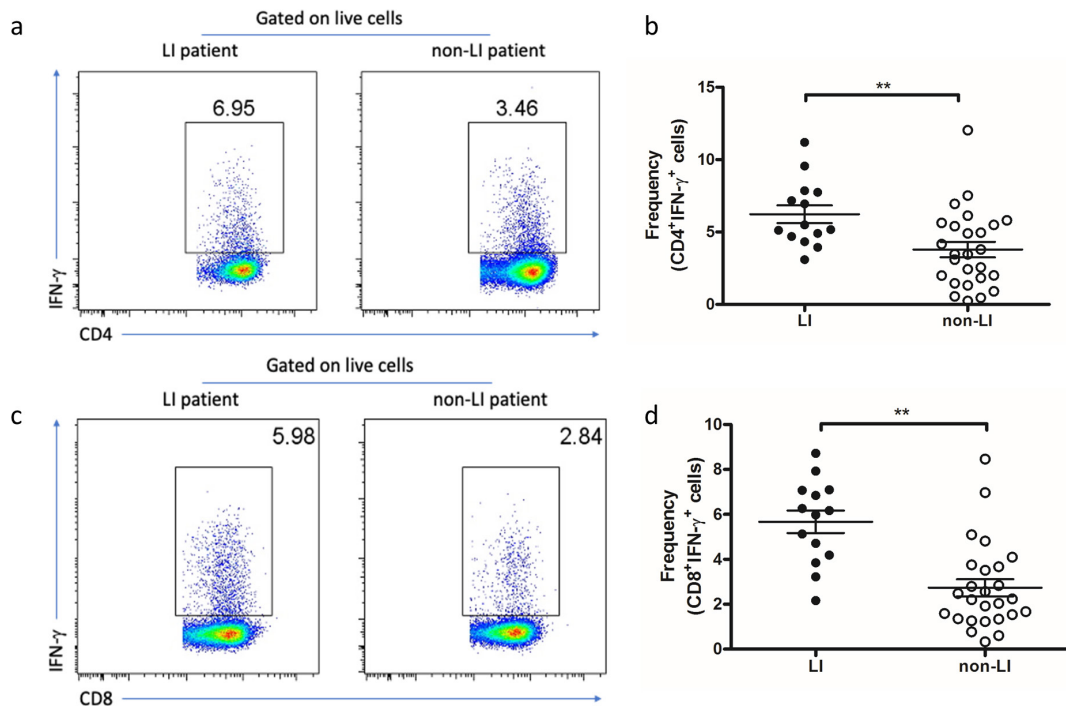 a
Gated on live cells
LI patient
non-LI patient
6.95
3.46
IFN-γ
CD4
b
**
15
10
5
0
Frequency
(CD4⁺IFN-γ⁺ cells)
LI
non-LI
c
Gated on live cells
LI patient
non-LI patient
5.98
2.84
IFN-γ
CD8
d
**
10
8
6
4
2
0
Frequency
(CD8⁺IFN-γ⁺ cells)
LI
non-LI